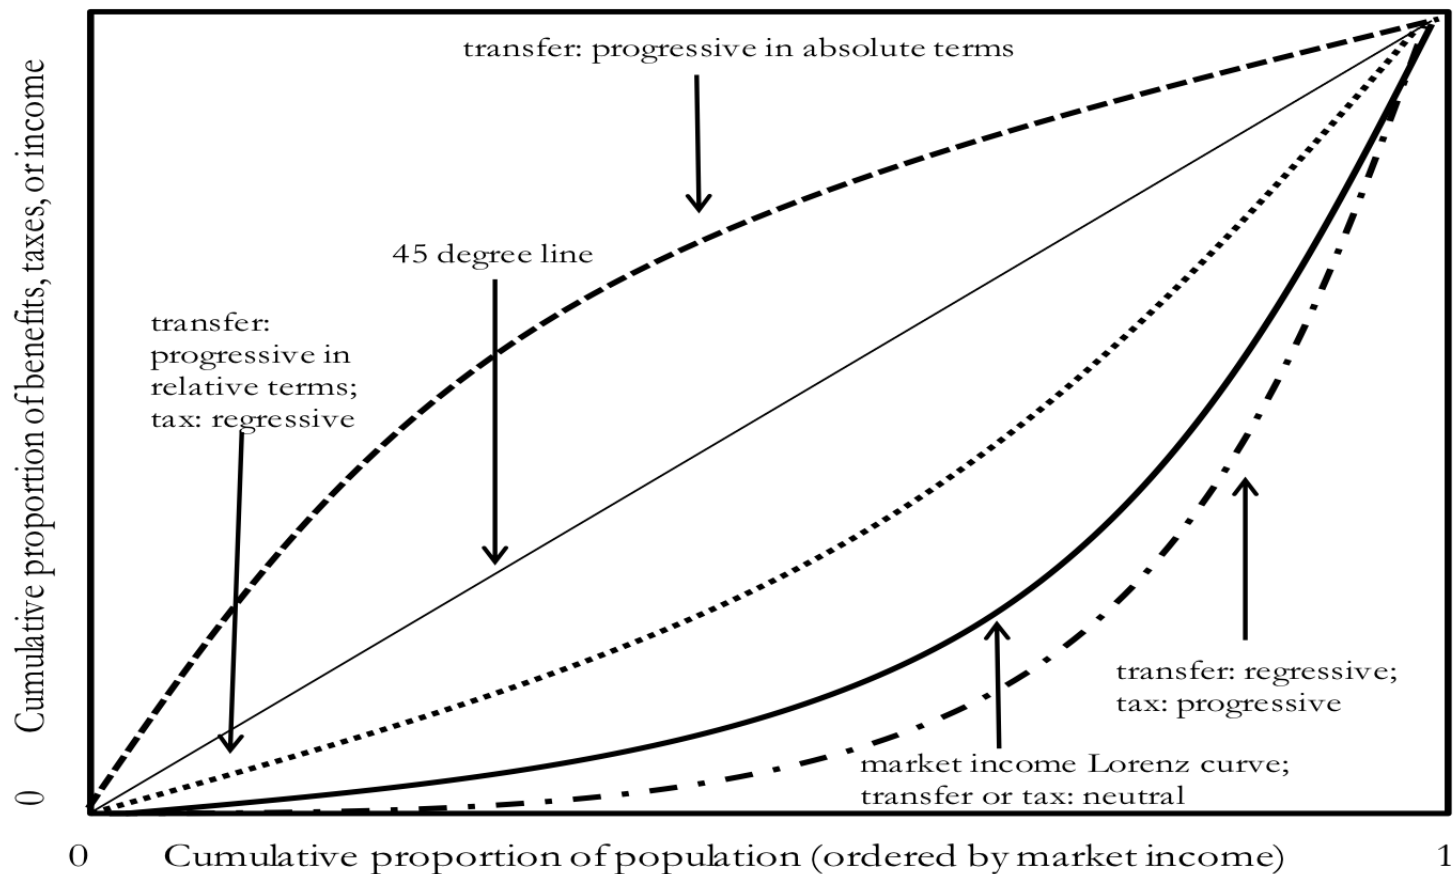 transfer: progressive in absolute terms
45 degree line
transfer:
progressive in
relative terms;
tax: regressive
transfer: regressive;
tax: progressive
market income Lorenz curve;
transfer or tax: neutral
0 Cumulative proportion of benefits, taxes, or income
0 Cumulative proportion of population (ordered by market income) 1